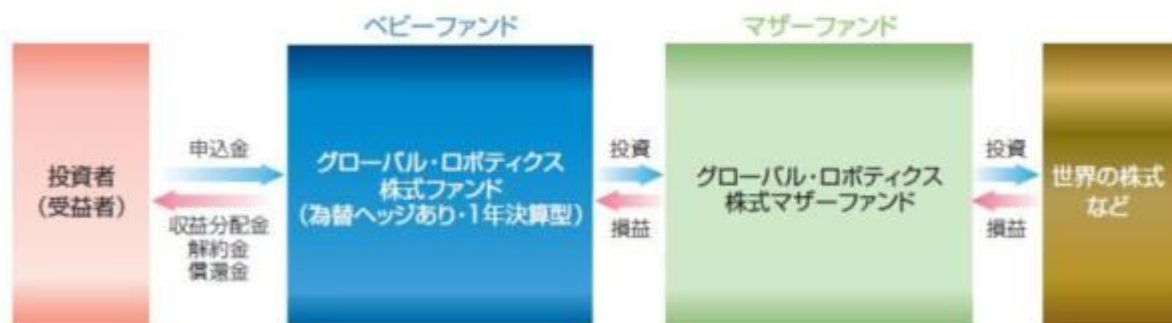 ベビーファンド
マザーファンド
投資者
（受益者）
申込金
収益分配金
解約金
償還金
グローバル・ロボティクス
株式ファンド
（為替ヘッジあり・1年決算型）
投資
損益
グローバル・ロボティクス
株式マザーファンド
投資
損益
世界の株式
など